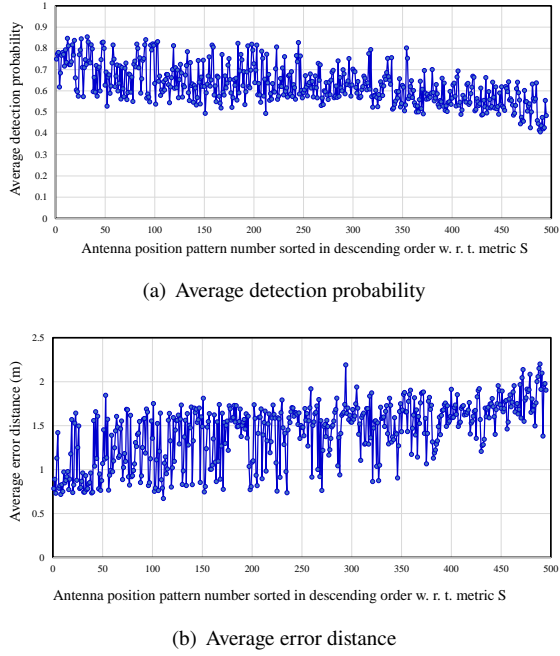 1
0.9
0.8
0.7
0.6
0.5
0.4
0.3
0.2
0.1
0
Average detection probability
0 50 100 150 200 250 300 350 400 450 500
Antenna position pattern number sorted in descending order w. r. t. metric S
(a) Average detection probability
2.5
2
1.5
1
0.5
0
Average error distance (m)
0 50 100 150 200 250 300 350 400 450 500
Antenna position pattern number sorted in descending order w. r. t. metric S
(b) Average error distance